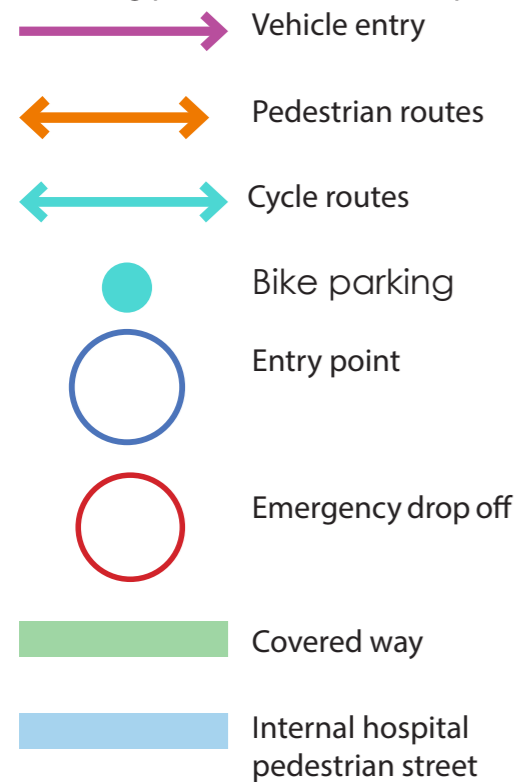 Vehicle entry
Pedestrian routes
Cycle routes
Bike parking
Entry point
Emergency drop off
Covered way
Internal hospital
pedestrian street